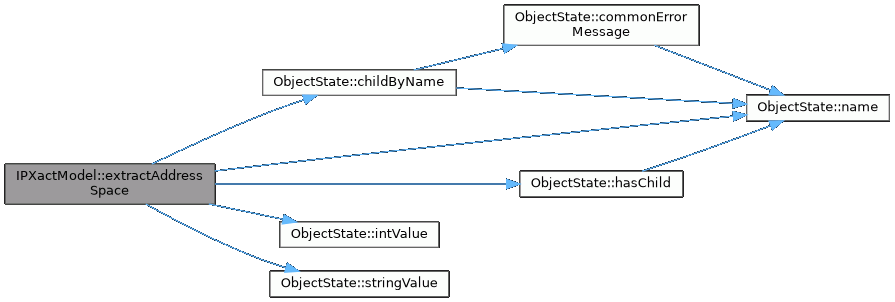 ObjectState::commonError
Message
ObjectState::childByName
ObjectState::name
IPXactModel::extractAddress
Space
ObjectState::hasChild
ObjectState::intValue
ObjectState::stringValue